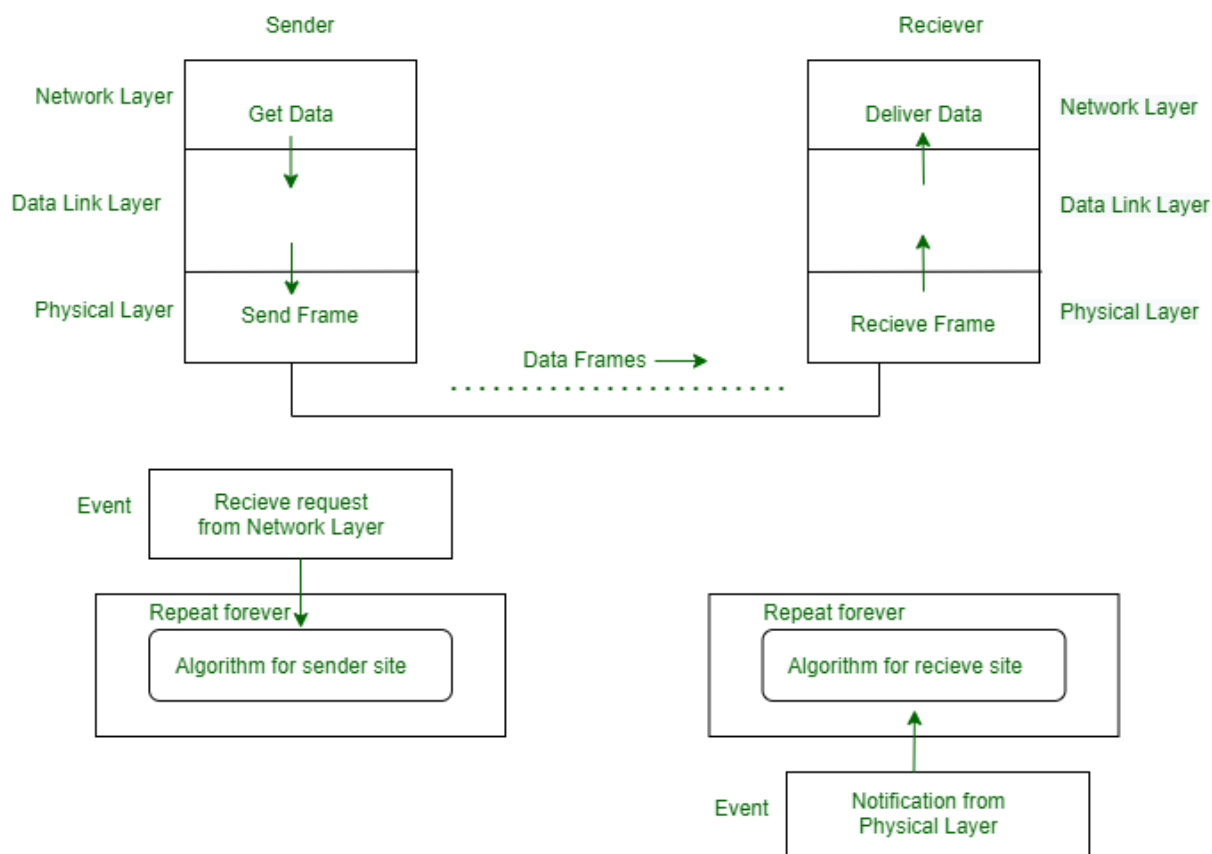 Sender
Reciever
Network Layer
Get Data
Deliver Data
Network Layer
Data Link Layer
Data Link Layer
Physical Layer
Send Frame
Recieve Frame
Physical Layer
Data Frames
Event
Recieve request
from Network Layer
Repeat forever
Algorithm for sender site
Repeat forever
Algorithm for recieve site
Event
Notification from
Physical Layer